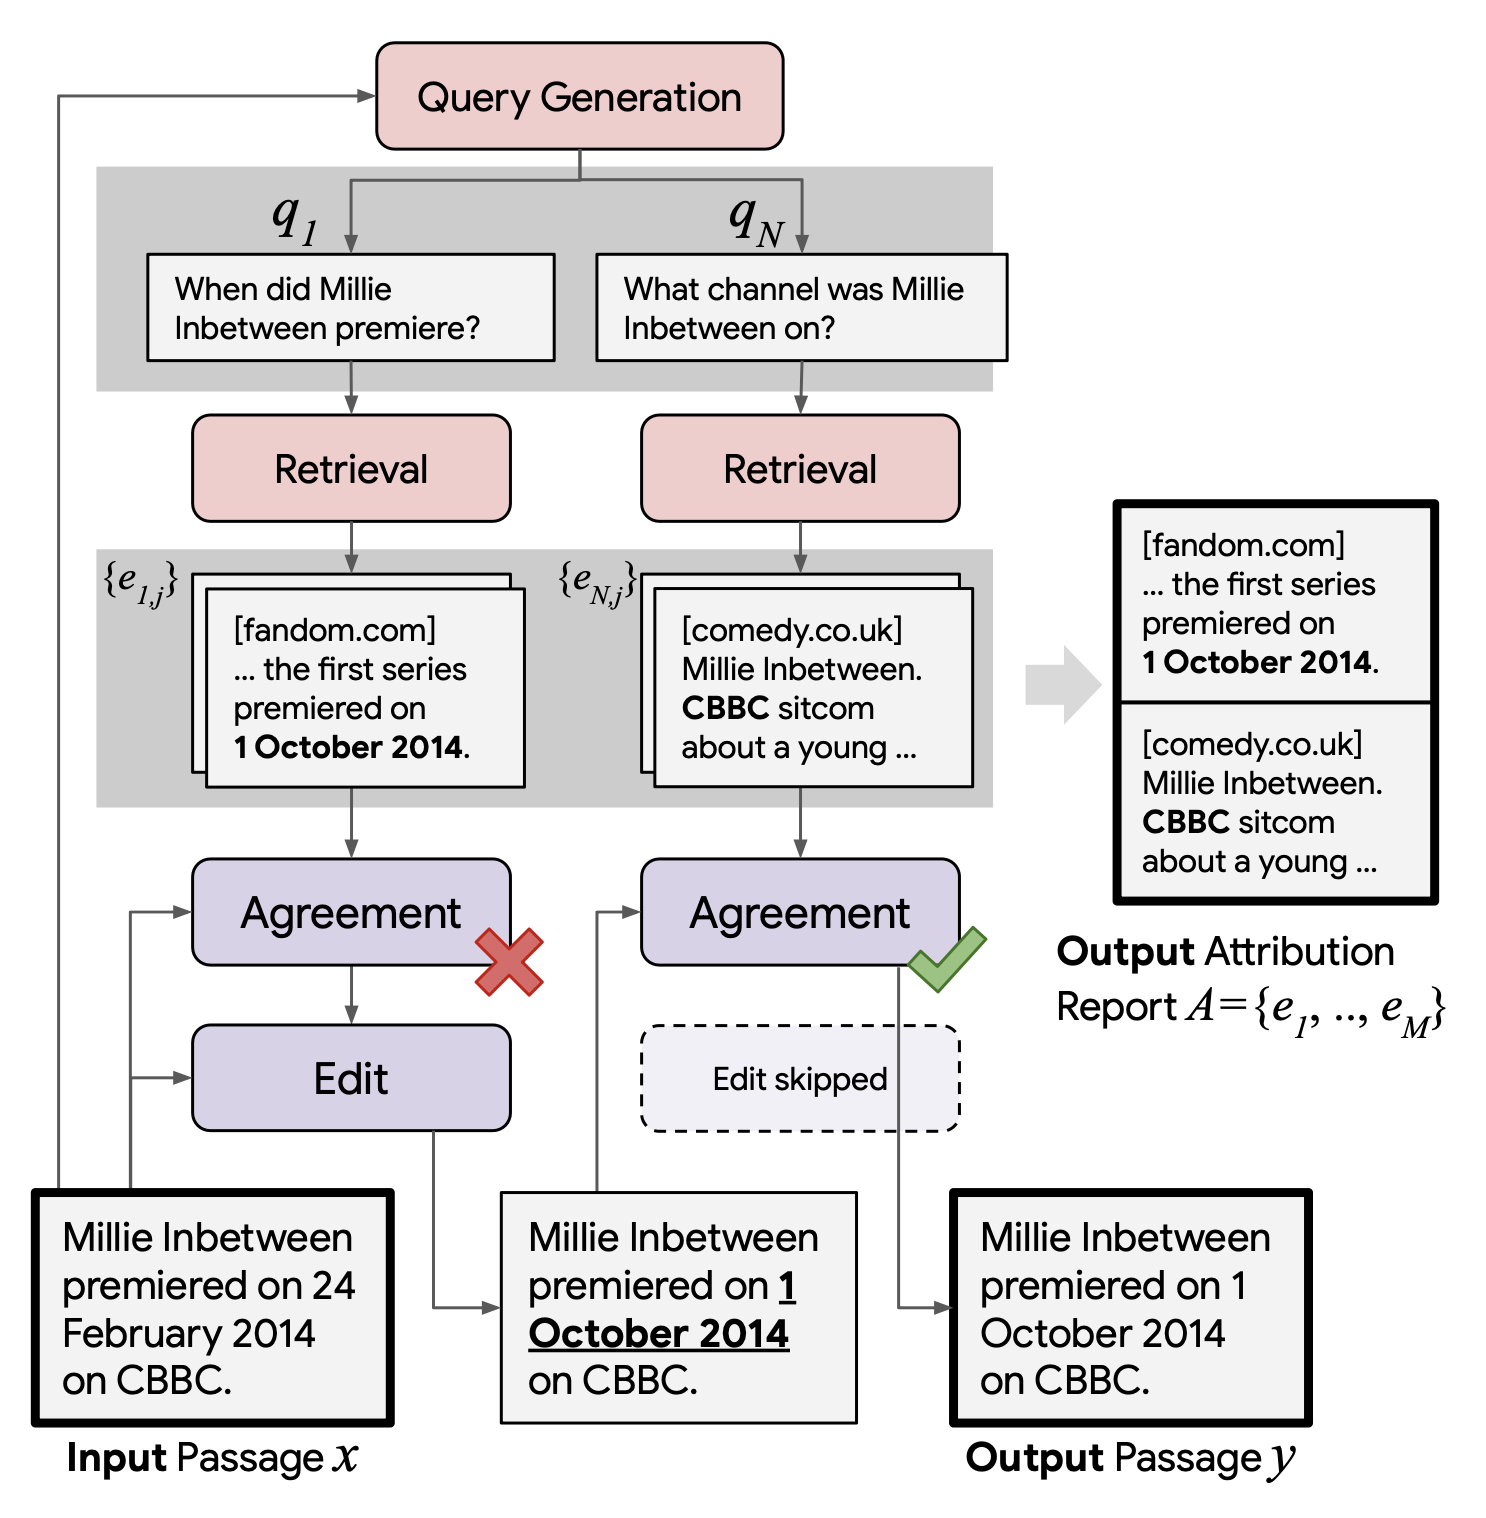 Query Generation
q1
qN
When did Millie
Inbetween premiere?
What channel was Millie
Inbetween on?
Retrieval
Retrieval
{e1,j}
[fandom.com]
... the first series
premiered on
1 October 2014.
{eN,j}
[comedy.co.uk]
Millie Inbetween.
CBBC sitcom
about a young ...
[fandom.com]
... the first series
premiered on
1 October 2014.
[comedy.co.uk]
Millie Inbetween.
CBBC sitcom
about a young ...
Output Attribution
Report A={e1, .., eM}
Agreement
Agreement
Edit
Edit skipped
Millie Inbetween
premiered on 24
February 2014
on CBBC.
Input Passage x
Millie Inbetween
premiered on 1
October 2014
on CBBC.
Millie Inbetween
premiered on 1
October 2014
on CBBC.
Output Passage y